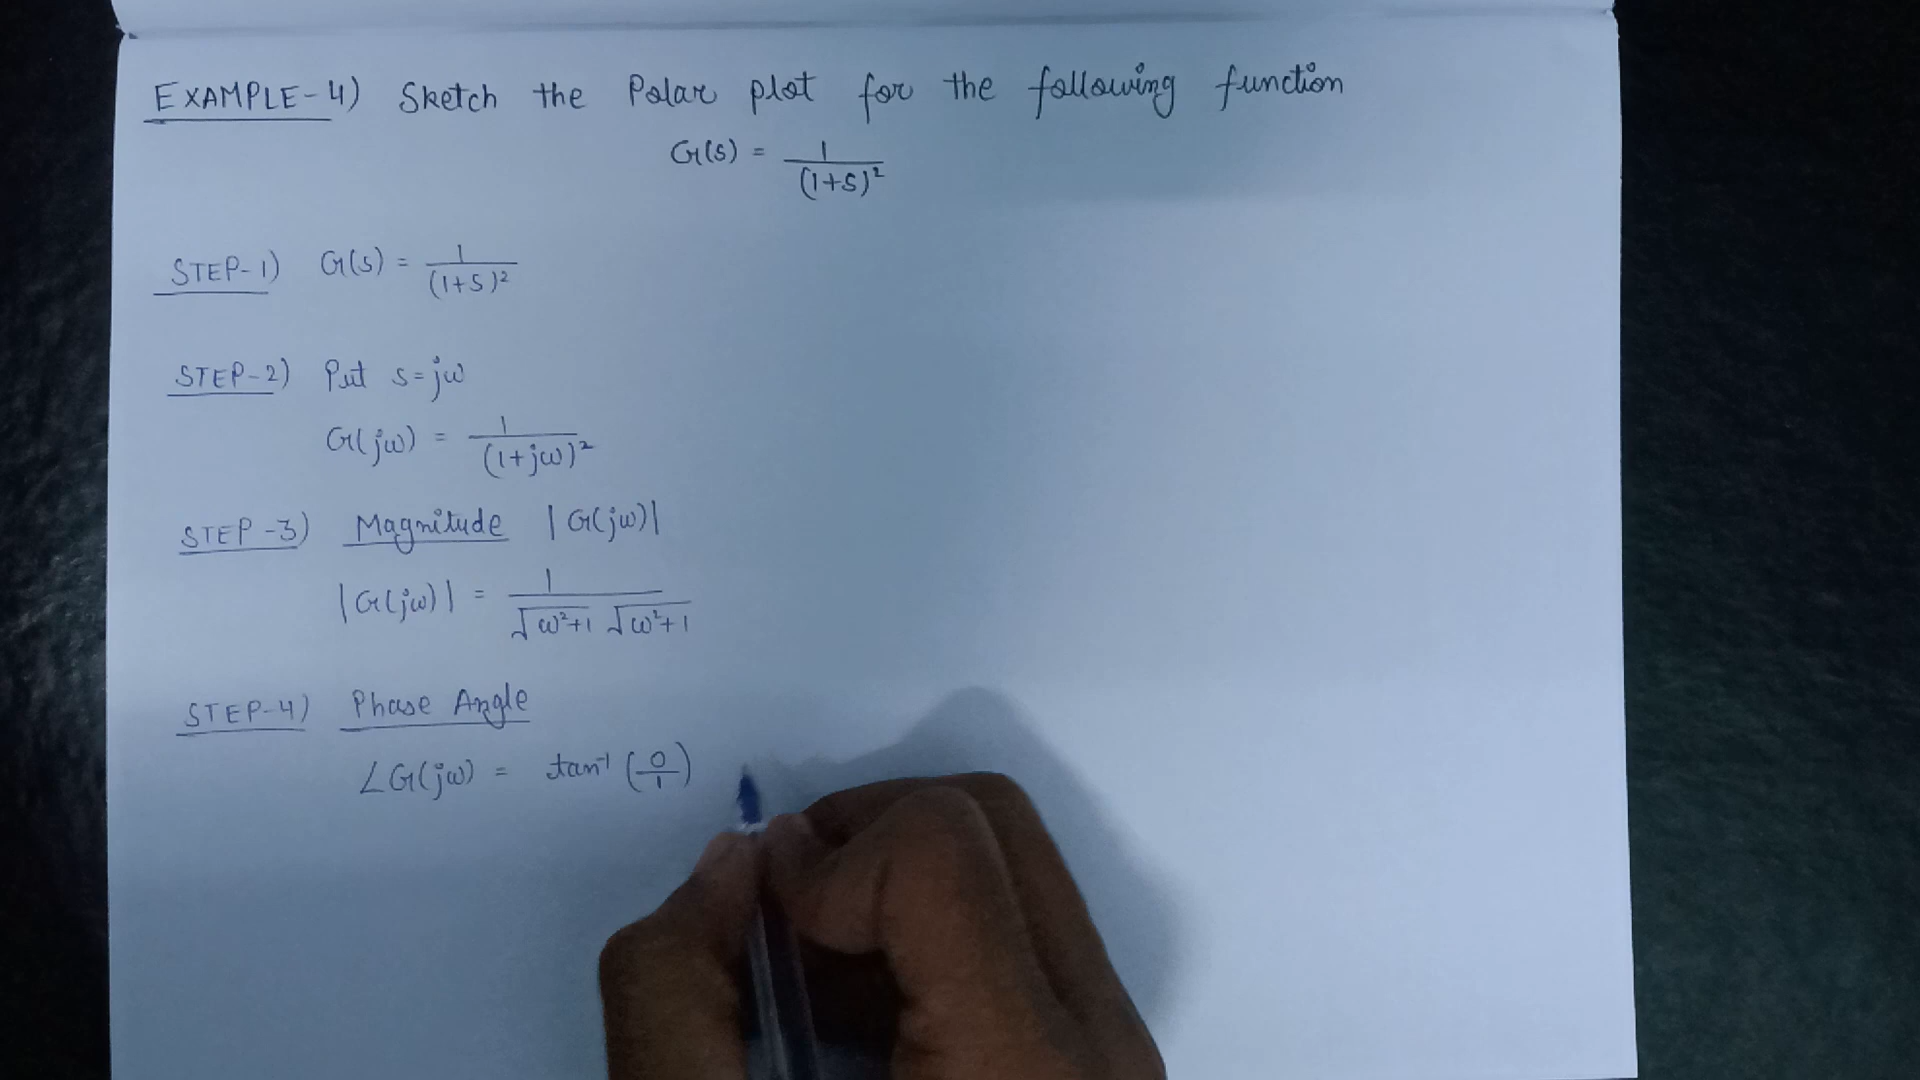 EXAMPLE-4) Sketch the Polar plot for the following function
G(s) = 1/(1+s)²
STEP-1) G(s) = 1/(1+s)²
STEP-2) Put s=jω
G(jω) = 1/(1+jω)²
STEP-3) Magnitude |G(jω)|
|G(jω)| = 1/√ω²+1 √ω²+1
STEP-4) Phase Angle
∠G(jω) = tan⁻¹(0/1)